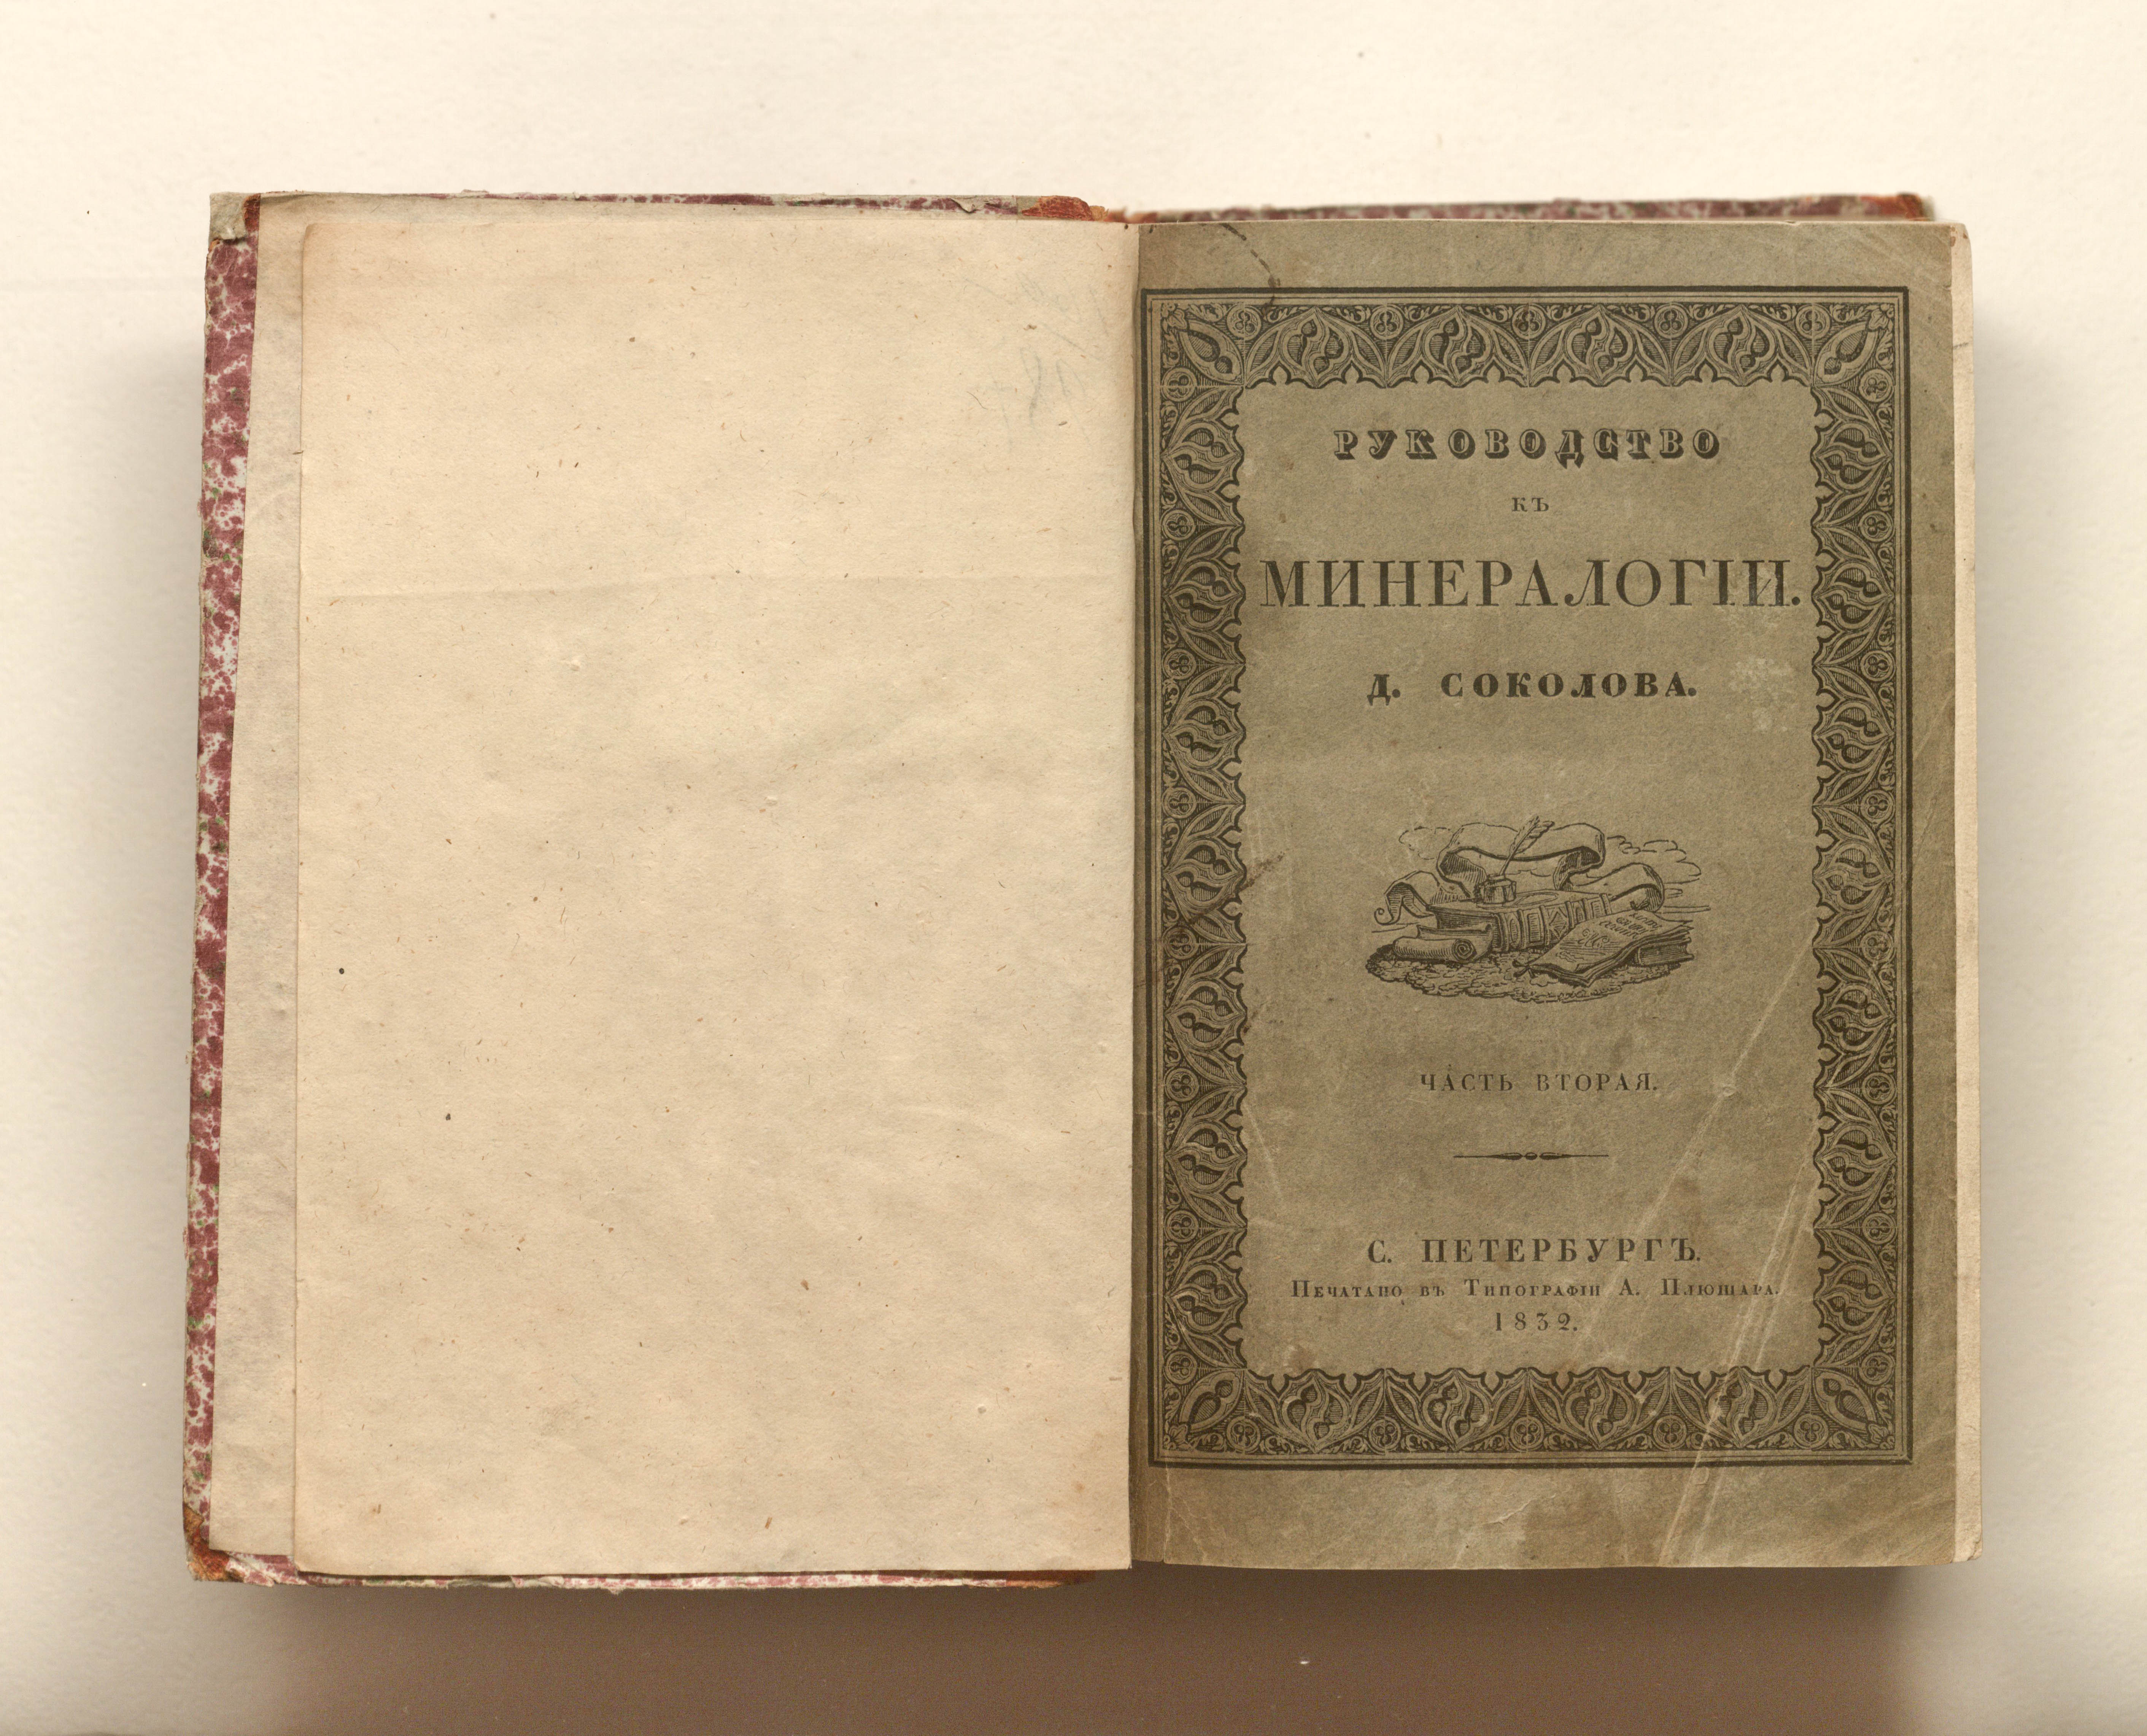 РУКОВОДСТВО
КЪ
МИНЕРАЛОГІИ.
Д. СОКОЛОВА.
ЧАСТЬ ВТОРАЯ.
С. ПЕТЕРБУРГЪ.
Печатано въ Типографіи А. Плюшара.
1832.